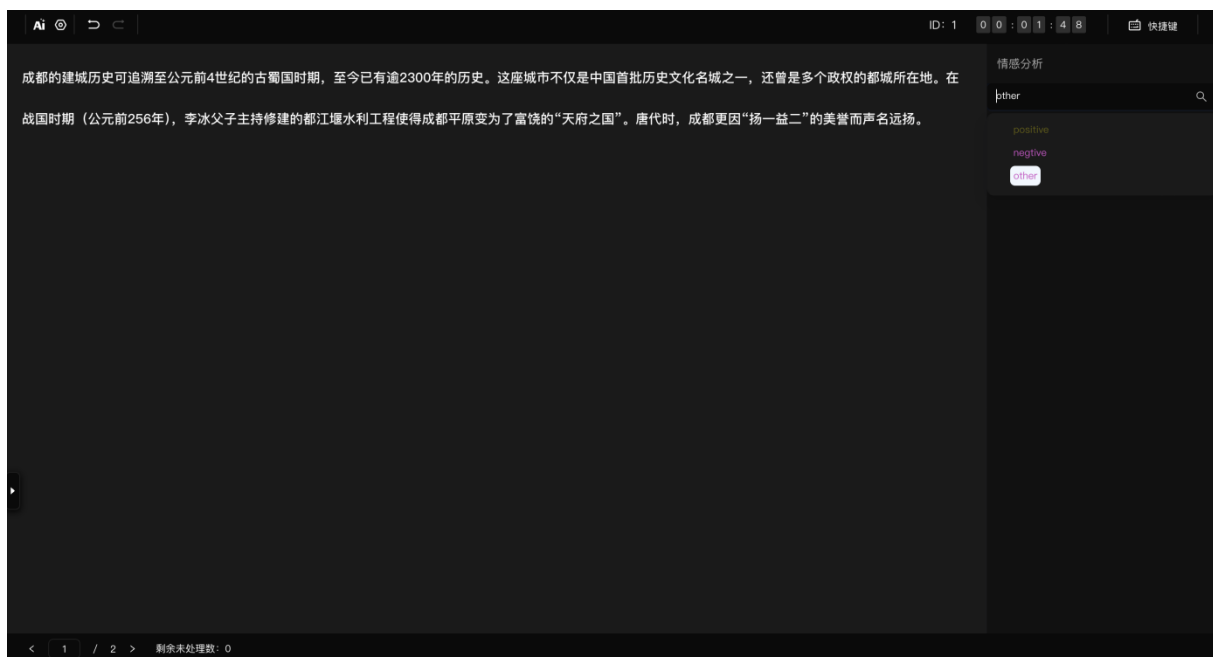 Ai ID: 1 00:01:48 快捷键
成都的建城历史可追溯至公元前4世纪的古蜀国时期，至今已有逾2300年的历史。这座城市不仅是中国首批历史文化名城之一，还曾是多个政权的都城所在地。在
战国时期（公元前256年），李冰父子主持修建的都江堰水利工程使得成都平原变为了富饶的“天府之国”。唐代时，成都更因“扬一益二”的美誉而声名远扬。
情感分析
other
positive
negtive
other
1 / 2 剩余未处理数: 0